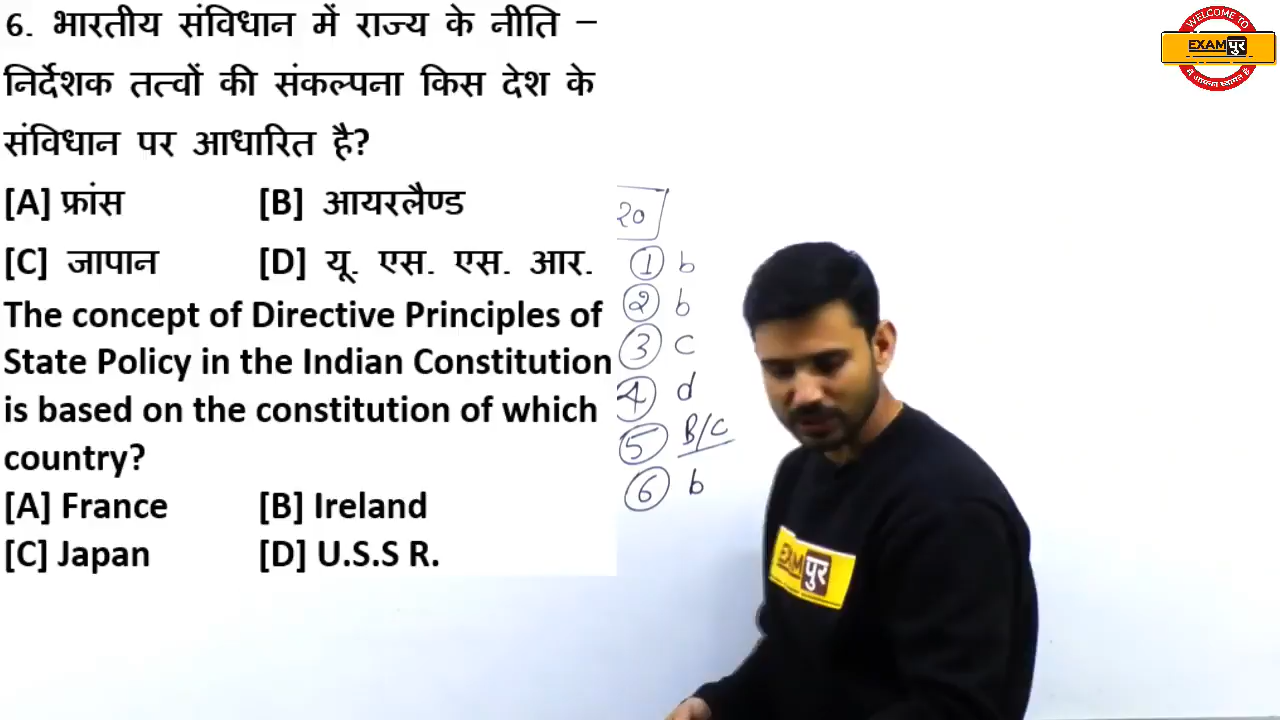 6. भारतीय संविधान में राज्य के नीति –
निर्देशक तत्वों की संकल्पना किस देश के
संविधान पर आधारित है?
[A] फ्रांस [B] आयरलैण्ड
[C] जापान [D] यू. एस. एस. आर.
The concept of Directive Principles of
State Policy in the Indian Constitution
is based on the constitution of which
country?
[A] France [B] Ireland
[C] Japan [D] U.S.S R.
20
1 b
2 b
3 c
4 d
5 B/C
6 b
WELCOME TO
EXAMपुर
EXAMपुर